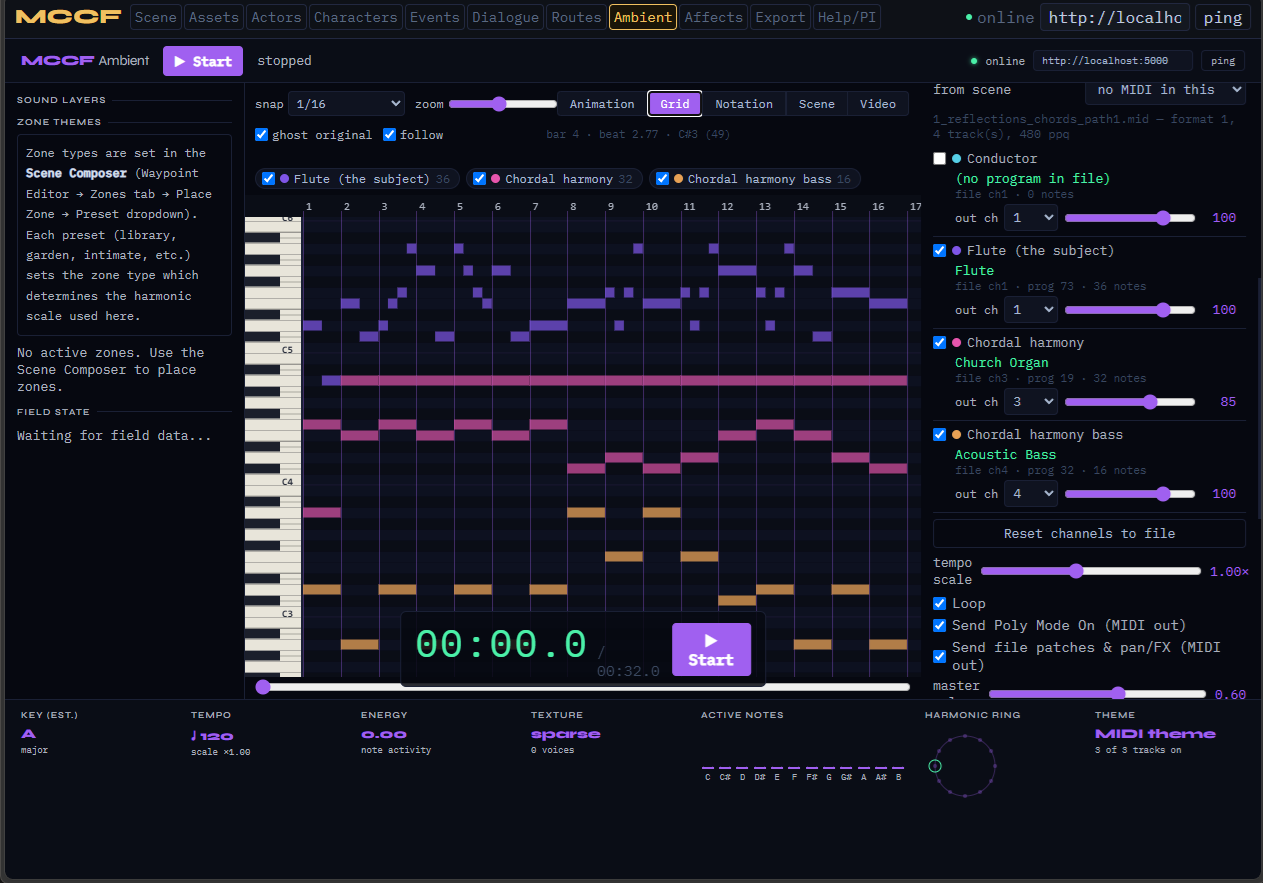 MCCF Scene Assets Actors Characters Events Dialogue Routes Ambient Affects Export Help/PI online http://localho ping
MCCF Ambient ▶ Start stopped online http://localhost:5000 ping
SOUND LAYERS
ZONE THEMES
Zone types are set in the
Scene Composer (Waypoint
Editor → Zones tab → Place
Zone → Preset dropdown).
Each preset (library,
garden, intimate, etc.)
sets the zone type which
determines the harmonic
scale used here.
No active zones. Use the
Scene Composer to place
zones.
FIELD STATE
Waiting for field data...
snap 1/16 zoom Animation Grid Notation Scene Video
ghost original follow bar 4 · beat 2.77 · C#3 (49)
Flute (the subject) 36 Chordal harmony 32 Chordal harmony bass 16
1 2 3 4 5 6 7 8 9 10 11 12 13 14 15 16 17
C6
C5
C4
C3
00:00.0 / 00:32.0 ▶ Start
from scene no MIDI in this
1_reflections_chords_path1.mid — format 1,
4 track(s), 480 ppq
Conductor
(no program in file)
file ch1 · 0 notes
out ch 1 100
Flute (the subject)
Flute
file ch1 · prog 73 · 36 notes
out ch 1 100
Chordal harmony
Church Organ
file ch3 · prog 19 · 32 notes
out ch 3 85
Chordal harmony bass
Acoustic Bass
file ch4 · prog 32 · 16 notes
out ch 4 100
Reset channels to file
tempo
scale 1.00×
Loop
Send Poly Mode On (MIDI out)
Send file patches & pan/FX (MIDI
out)
master 0.60
KEY (EST.) TEMPO ENERGY TEXTURE ACTIVE NOTES HARMONIC RING THEME
A ♩120 0.00 sparse MIDI theme
major scale ×1.00 note activity 0 voices 3 of 3 tracks on
C C# D D# E F F# G G# A A# B